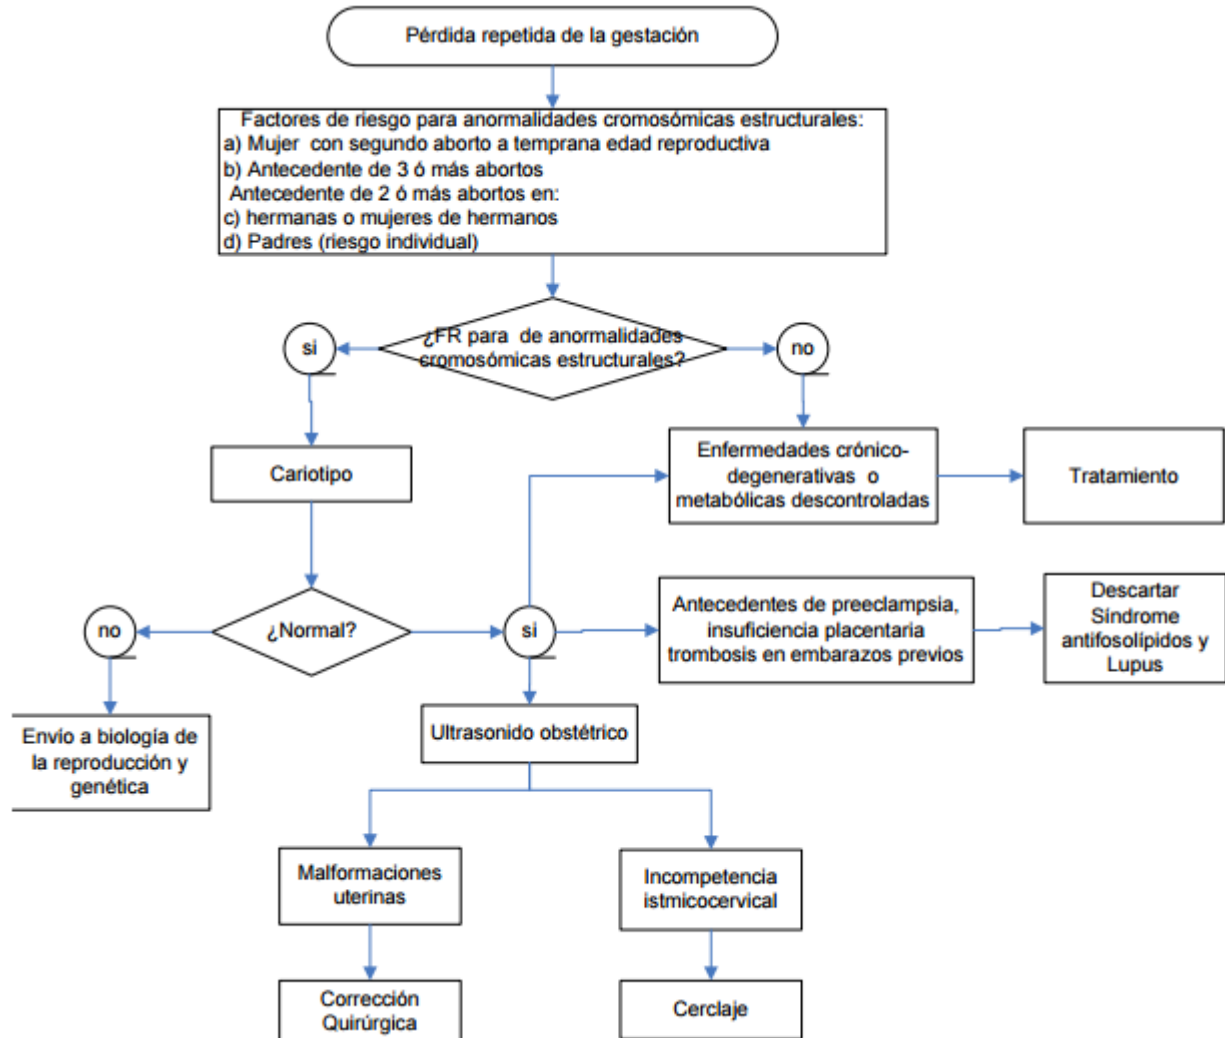 Pérdida repetida de la gestación
Factores de riesgo para anormalidades cromosómicas estructurales:
a) Mujer con segundo aborto a temprana edad reproductiva
b) Antecedente de 3 ó más abortos
Antecedente de 2 ó más abortos en:
c) hermanas o mujeres de hermanos
d) Padres (riesgo individual)
¿FR para de anormalidades
cromosómicas estructurales?
si
no
Cariotipo
Enfermedades crónico-
degenerativas o
metabólicas descontroladas
Tratamiento
¿Normal?
no
si
Antecedentes de preeclampsia,
insuficiencia placentaria
trombosis en embarazos previos
Descartar
Síndrome
antifosolípidos y
Lupus
Envío a biología de
la reproducción y
genética
Ultrasonido obstétrico
Malformaciones
uterinas
Incompetencia
istmicocervical
Corrección
Quirúrgica
Cerclaje